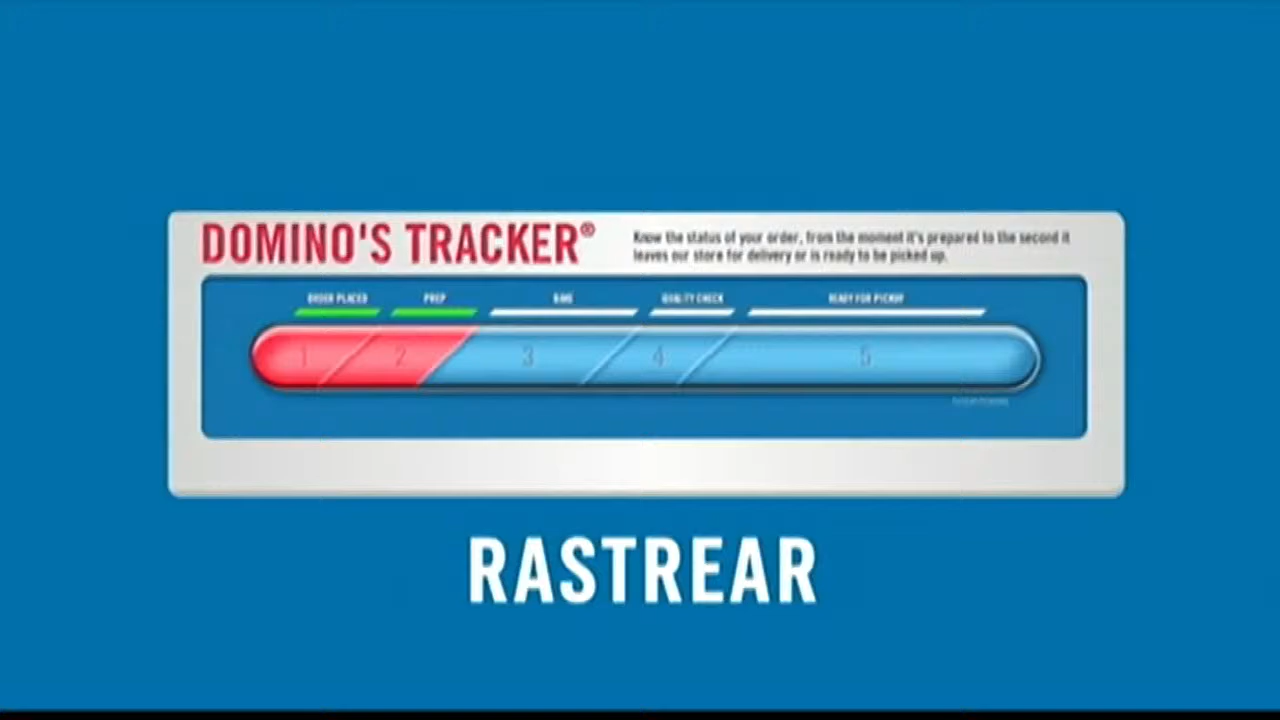 DOMINO'S TRACKER®
Know the status of your order, from the moment it's prepared to the second it
leaves our store for delivery or is ready to be picked up.
ORDER PLACED PREP BAKE QUALITY CHECK READY FOR PICKUP
1 2 3 4 5
RASTREAR